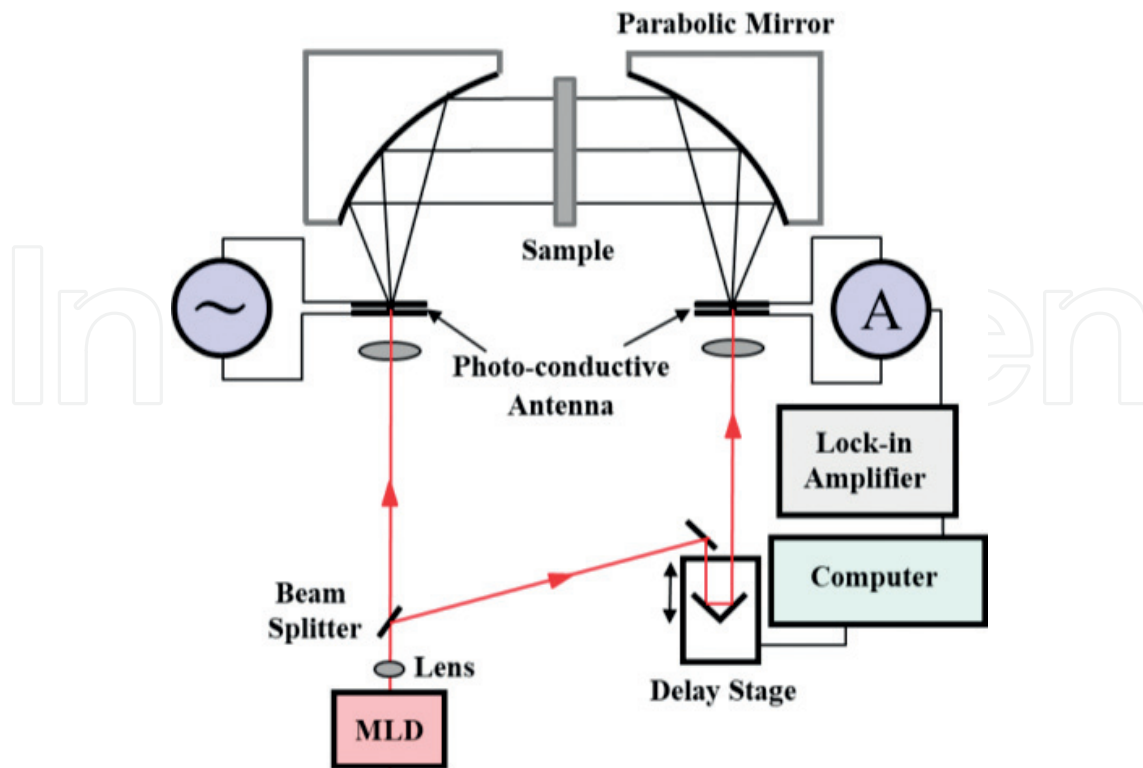 Parabolic Mirror
Sample
Photo-conductive
Antenna
A
Lock-in
Amplifier
Computer
Beam
Splitter
Lens
Delay Stage
MLD